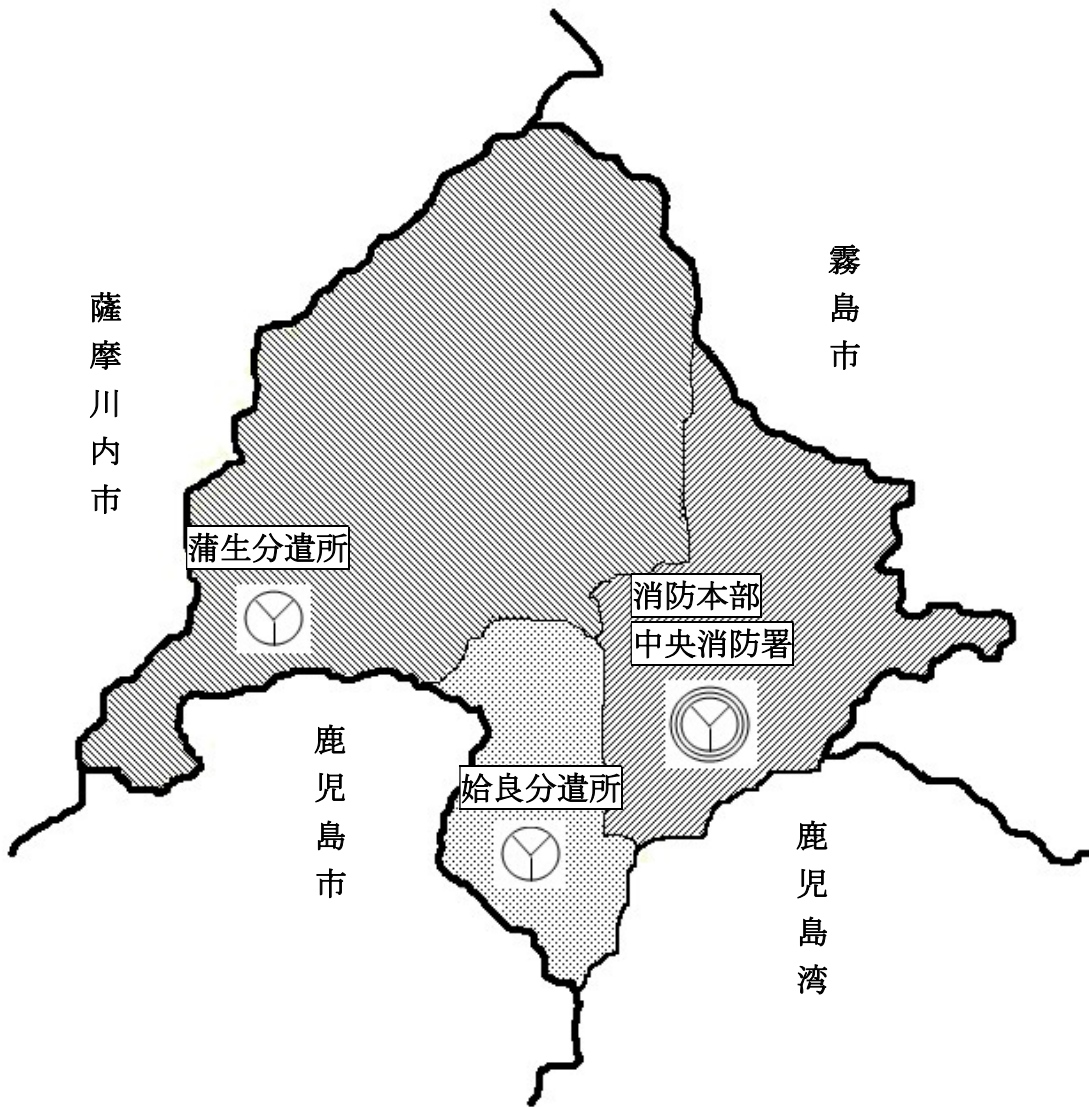 霧島市
薩摩川内市
蒲生分遣所
消防本部
中央消防署
鹿児島市
姶良分遣所
鹿児島湾